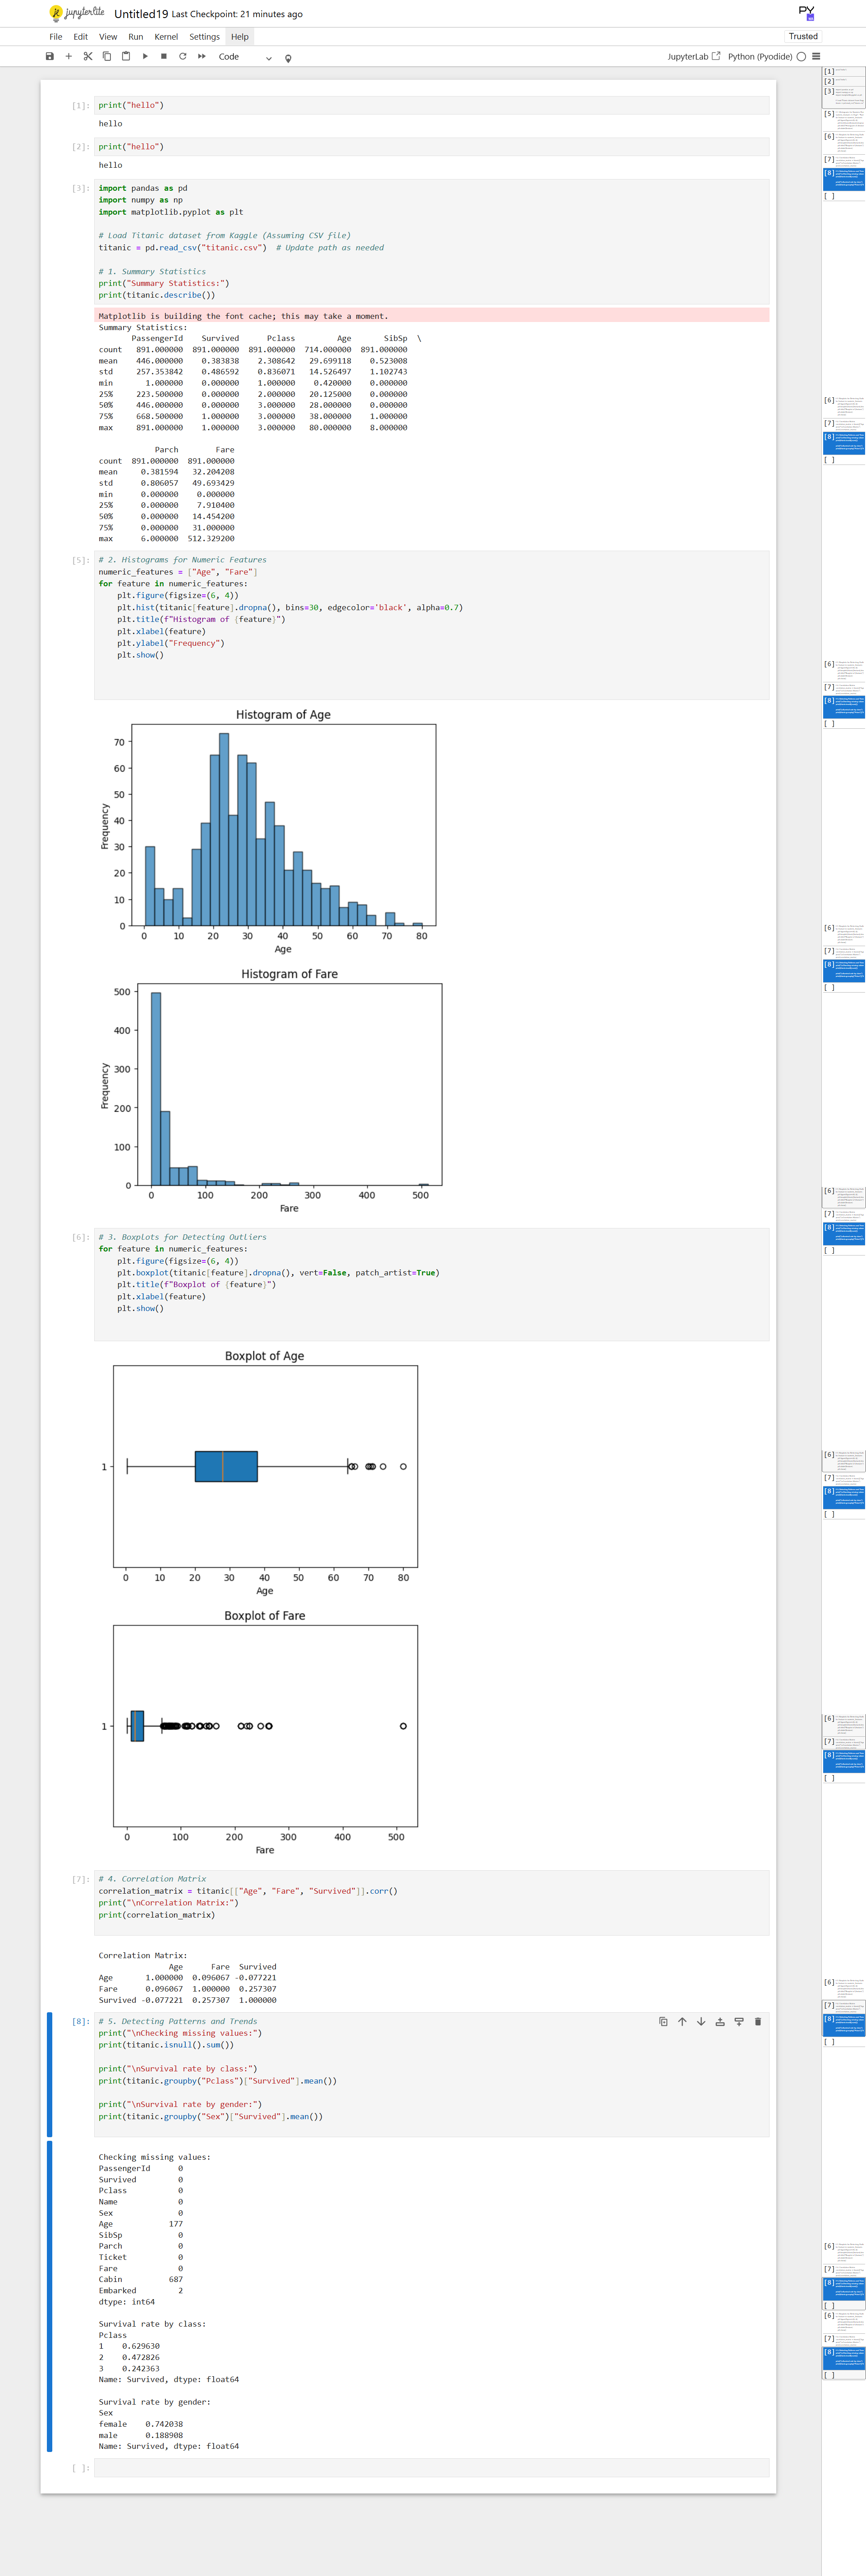 jupyterlite Untitled19 Last Checkpoint: 21 minutes ago
File Edit View Run Kernel Settings Help Trusted
Code JupyterLab Python (Pyodide)
[1]: print("hello")
hello
[2]: print("hello")
hello
[3]: import pandas as pd
import numpy as np
import matplotlib.pyplot as plt
# Load Titanic dataset from Kaggle (Assuming CSV file)
titanic = pd.read_csv("titanic.csv")  # Update path as needed
# 1. Summary Statistics
print("Summary Statistics:")
print(titanic.describe())
Matplotlib is building the font cache; this may take a moment.
Summary Statistics:
PassengerId Survived Pclass Age SibSp \
count 891.000000 891.000000 891.000000 714.000000 891.000000
mean 446.000000 0.383838 2.308642 29.699118 0.523008
std 257.353842 0.486592 0.836071 14.526497 1.102743
min 1.000000 0.000000 1.000000 0.420000 0.000000
25% 223.500000 0.000000 2.000000 20.125000 0.000000
50% 446.000000 0.000000 3.000000 28.000000 0.000000
75% 668.500000 1.000000 3.000000 38.000000 1.000000
max 891.000000 1.000000 3.000000 80.000000 8.000000
Parch Fare
count 891.000000 891.000000
mean 0.381594 32.204208
std 0.806057 49.693429
min 0.000000 0.000000
25% 0.000000 7.910400
50% 0.000000 14.454200
75% 0.000000 31.000000
max 6.000000 512.329200
[5]: # 2. Histograms for Numeric Features
numeric_features = ["Age", "Fare"]
for feature in numeric_features:
plt.figure(figsize=(6, 4))
plt.hist(titanic[feature].dropna(), bins=30, edgecolor='black', alpha=0.7)
plt.title(f"Histogram of {feature}")
plt.xlabel(feature)
plt.ylabel("Frequency")
plt.show()
Histogram of Age
70
60
50
40
30
20
10
0
Frequency
0 10 20 30 40 50 60 70 80
Age
Histogram of Fare
500
400
300
200
100
0
Frequency
0 100 200 300 400 500
Fare
[6]: # 3. Boxplots for Detecting Outliers
for feature in numeric_features:
plt.figure(figsize=(6, 4))
plt.boxplot(titanic[feature].dropna(), vert=False, patch_artist=True)
plt.title(f"Boxplot of {feature}")
plt.xlabel(feature)
plt.show()
Boxplot of Age
1
0 10 20 30 40 50 60 70 80
Age
Boxplot of Fare
1
0 100 200 300 400 500
Fare
[7]: # 4. Correlation Matrix
correlation_matrix = titanic[["Age", "Fare", "Survived"]].corr()
print("\nCorrelation Matrix:")
print(correlation_matrix)
Correlation Matrix:
Age Fare Survived
Age 1.000000 0.096067 -0.077221
Fare 0.096067 1.000000 0.257307
Survived -0.077221 0.257307 1.000000
[8]: # 5. Detecting Patterns and Trends
print("\nChecking missing values:")
print(titanic.isnull().sum())
print("\nSurvival rate by class:")
print(titanic.groupby("Pclass")["Survived"].mean())
print("\nSurvival rate by gender:")
print(titanic.groupby("Sex")["Survived"].mean())
Checking missing values:
PassengerId 0
Survived 0
Pclass 0
Name 0
Sex 0
Age 177
SibSp 0
Parch 0
Ticket 0
Fare 0
Cabin 687
Embarked 2
dtype: int64
Survival rate by class:
Pclass
1 0.629630
2 0.472826
3 0.242363
Name: Survived, dtype: float64
Survival rate by gender:
Sex
female 0.742038
male 0.188908
Name: Survived, dtype: float64
[ ]: